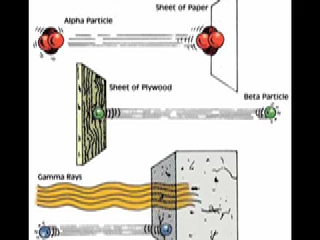 Sheet of Paper
Alpha Particle
Beta Particle
Sheet of Plywood
Gamma Rays